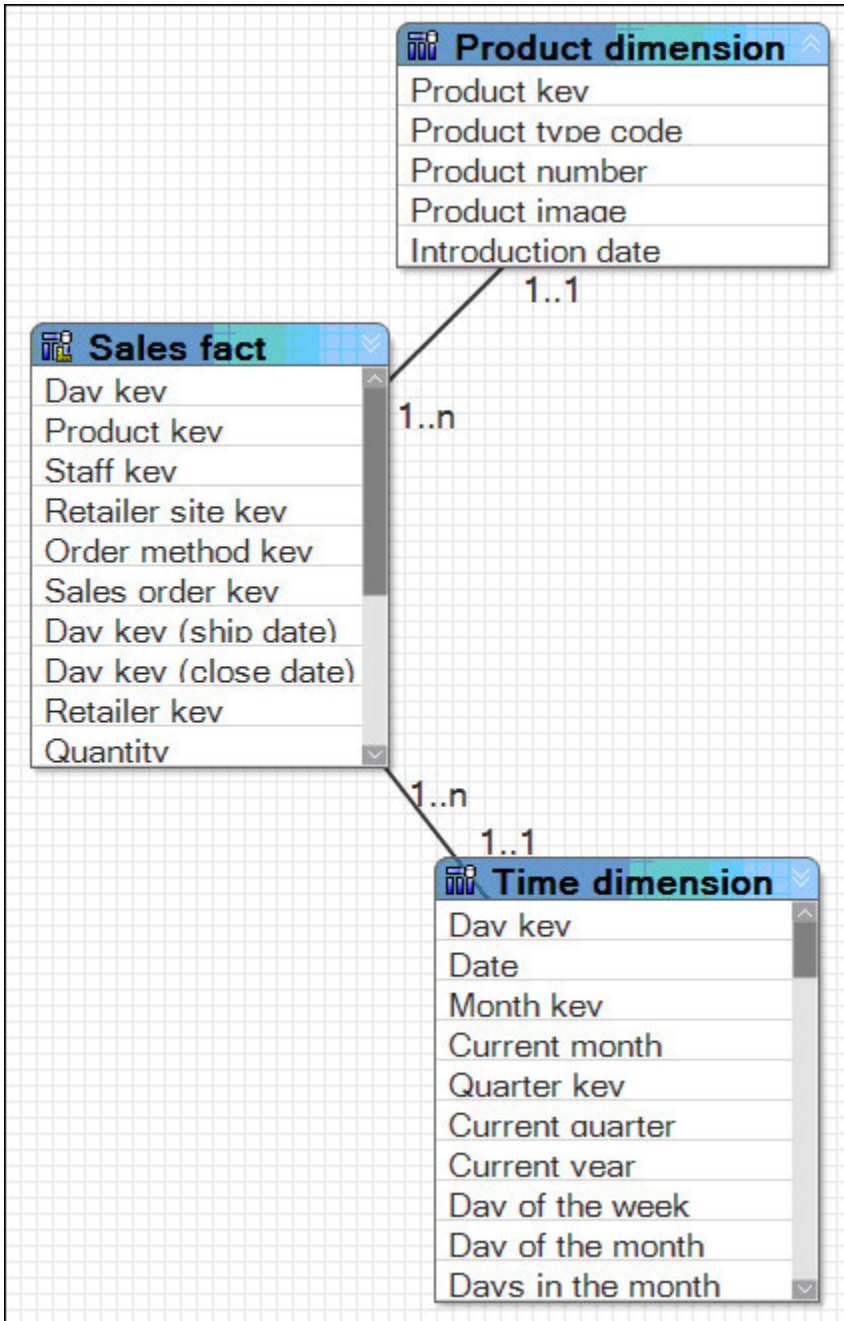 Product dimension
Product key
Product type code
Product number
Product image
Introduction date
1..1
Sales fact
Day key
Product key
Staff key
Retailer site key
Order method key
Sales order key
Day key (ship date)
Day key (close date)
Retailer key
Quantity
1..n
1..n
1..1
Time dimension
Day key
Date
Month key
Current month
Quarter key
Current quarter
Current year
Day of the week
Day of the month
Days in the month